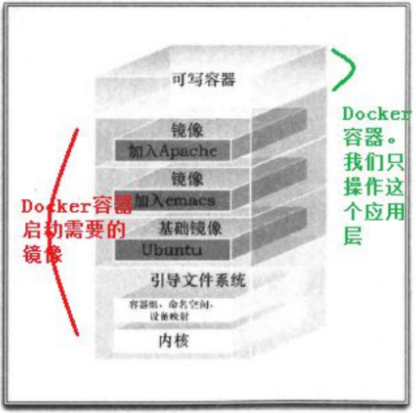 可写容器
镜像
加入Apache
镜像
加入emacs
基础镜像
Ubuntu
引导文件系统
容器组、命名空间、
设备映射
内核
Docker容器
启动需要的
镜像
Docker
容器。
我们只
操作这
个应用
层